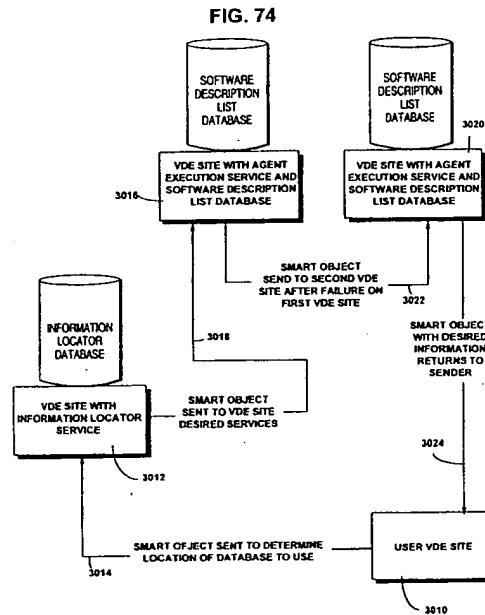 FIG. 74
SOFTWARE
DESCRIPTION
LIST
DATABASE
SOFTWARE
DESCRIPTION
LIST
DATABASE
3020
VDE SITE WITH AGENT
EXECUTION SERVICE AND
SOFTWARE DESCRIPTION
LIST DATABASE
VDE SITE WITH AGENT
EXECUTION SERVICE AND
SOFTWARE DESCRIPTION
LIST DATABASE
3016
SMART OBJECT
SEND TO SECOND VDE
SITE AFTER FAILURE ON
FIRST VDE SITE
3022
INFORMATION
LOCATOR
DATABASE
3018
SMART OBJECT
WITH DESIRED
INFORMATION
RETURNS TO
SENDER
VDE SITE WITH
INFORMATION LOCATOR
SERVICE
SMART OBJECT
SENT TO VDE SITE
DESIRED SERVICES
3012
3024
SMART OFJECT SENT TO DETERMINE
LOCATION OF DATABASE TO USE
3014
USER VDE SITE
3010